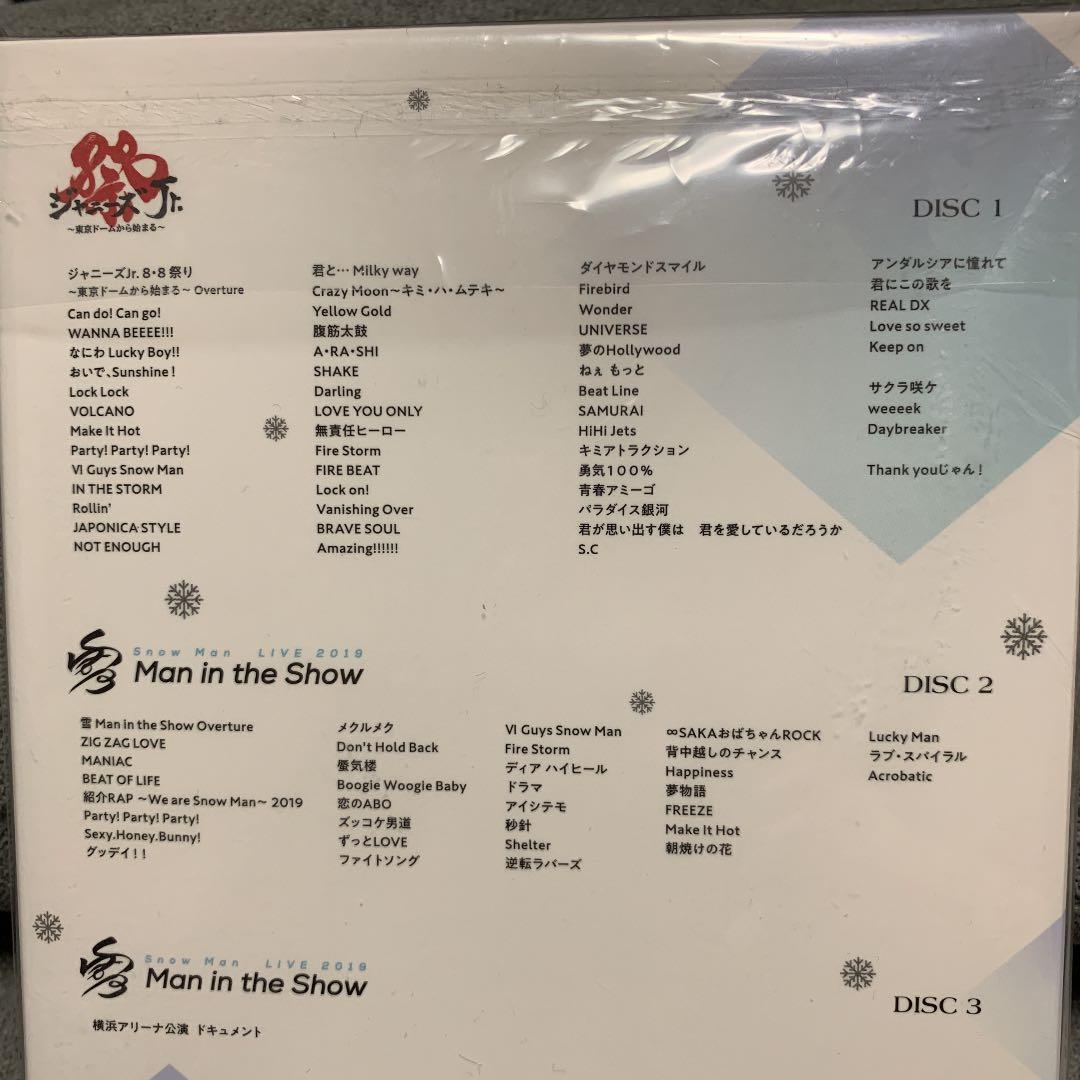 祭
ジャニーズJr.
～東京ドームから始まる～
DISC 1
ジャニーズJr. 8・8 祭り
～東京ドームから始まる～ Overture
Can do! Can go!
WANNA BEEEE!!!
なにわ Lucky Boy!!
おいで、Sunshine！
Lock Lock
VOLCANO
Make It Hot
Party! Party! Party!
VI Guys Snow Man
IN THE STORM
Rollin'
JAPONICA STYLE
NOT ENOUGH
君と… Milky way
Crazy Moon～キミ・ハ・ムテキ～
Yellow Gold
腹筋太鼓
A・RA・SHI
SHAKE
Darling
LOVE YOU ONLY
無責任ヒーロー
Fire Storm
FIRE BEAT
Lock on!
Vanishing Over
BRAVE SOUL
Amazing!!!!!!
ダイヤモンドスマイル
Firebird
Wonder
UNIVERSE
夢のHollywood
ねぇ もっと
Beat Line
SAMURAI
HiHi Jets
キミアトラクション
勇気１００％
青春アミーゴ
パラダイス銀河
君が思い出す僕は　君を愛しているだろうか
S.C
アンダルシアに憧れて
君にこの歌を
REAL DX
Love so sweet
Keep on
サクラ咲ケ
weeeek
Daybreaker
Thank youじゃん！
雪
Snow Man LIVE 2019
Man in the Show
DISC 2
雪 Man in the Show Overture
ZIG ZAG LOVE
MANIAC
BEAT OF LIFE
紹介RAP ～We are Snow Man～ 2019
Party! Party! Party!
Sexy.Honey.Bunny!
グッデイ！！
メクルメク
Don't Hold Back
蜃気楼
Boogie Woogie Baby
恋のABO
ズッコケ男道
ずっとLOVE
ファイトソング
VI Guys Snow Man
Fire Storm
ディア ハイヒール
ドラマ
アイシテモ
秒針
Shelter
逆転ラバーズ
∞SAKAおばちゃんROCK
背中越しのチャンス
Happiness
夢物語
FREEZE
Make It Hot
朝焼けの花
Lucky Man
ラブ・スパイラル
Acrobatic
雪
Snow Man LIVE 2019
Man in the Show
DISC 3
横浜アリーナ公演 ドキュメント